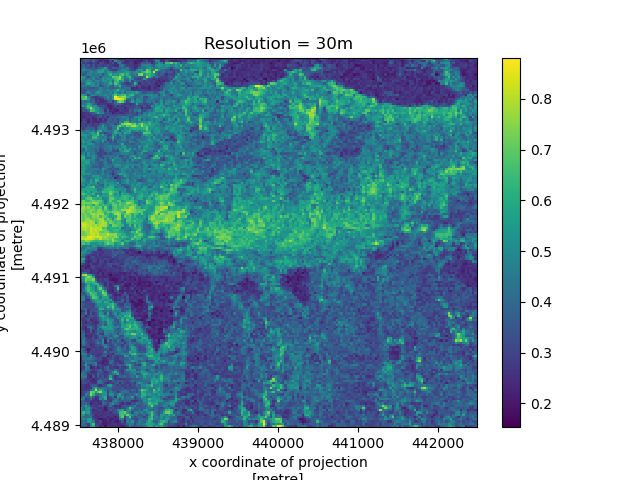 Resolution = 30m
1e6
4.493
4.492
4.491
4.490
4.489
y coordinate of projection
[metre]
438000 439000 440000 441000 442000
x coordinate of projection
[metre]
0.8
0.7
0.6
0.5
0.4
0.3
0.2